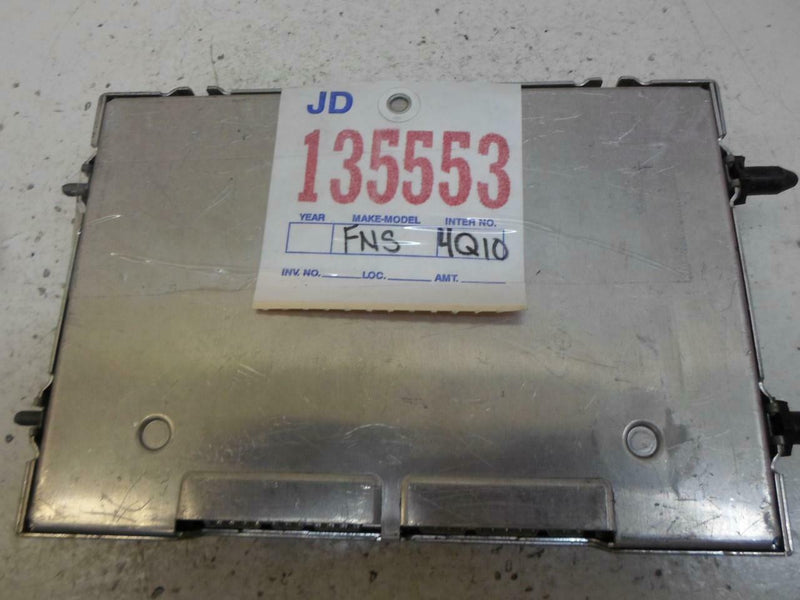 JD
135553
YEAR MAKE-MODEL INTER NO.
FNS 4Q10
INV. NO. LOC. AMT.